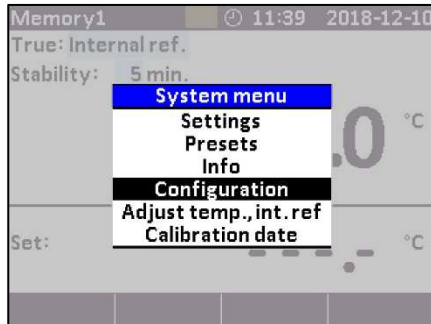 Memory1 11:39 2018-12-10
True: Internal ref.
Stability: 5 min.
System menu
Settings
Presets
Info
Configuration
Adjust temp., int. ref
Calibration date
.0 °C
Set: ---.- °C